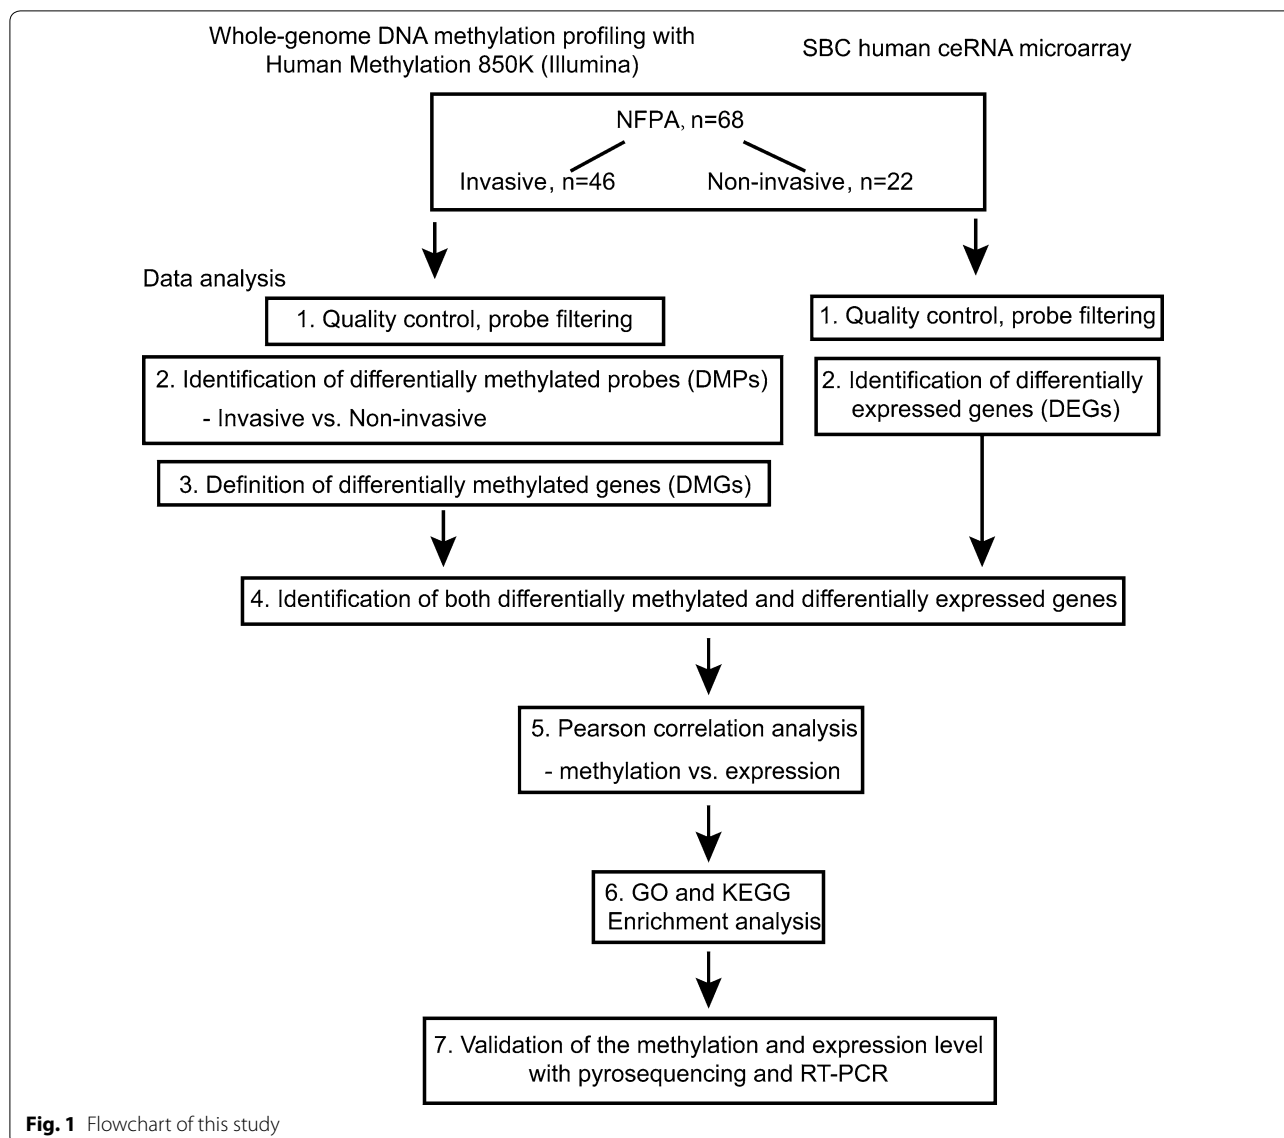 Whole-genome DNA methylation profiling with
Human Methylation 850K (Illumina)
SBC human ceRNA microarray
NFPA, n=68
Invasive, n=46
Non-invasive, n=22
Data analysis
1. Quality control, probe filtering
2. Identification of differentially methylated probes (DMPs)
- Invasive vs. Non-invasive
3. Definition of differentially methylated genes (DMGs)
1. Quality control, probe filtering
2. Identification of differentially
expressed genes (DEGs)
4. Identification of both differentially methylated and differentially expressed genes
5. Pearson correlation analysis
- methylation vs. expression
6. GO and KEGG
Enrichment analysis
7. Validation of the methylation and expression level
with pyrosequencing and RT-PCR
Fig. 1 Flowchart of this study